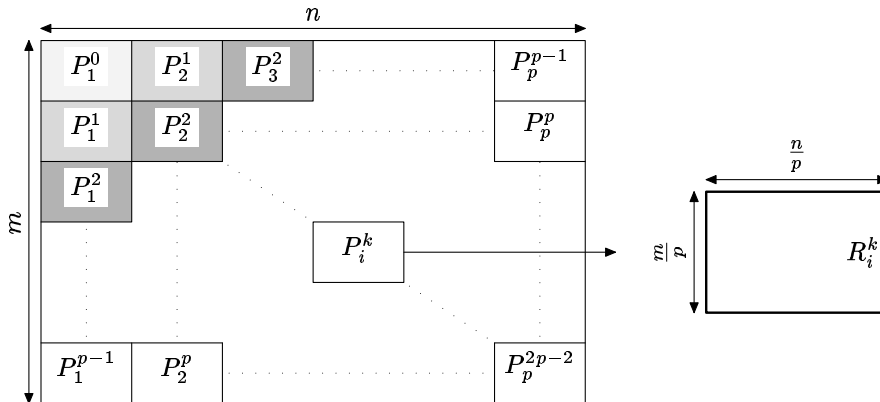 n
P_1^0 P_2^1 P_3^2 P_p^{p-1}
P_1^1 P_2^2 P_p^p
n/p
P_1^2
m
P_i^k
m/p
R_i^k
P_1^{p-1} P_2^p P_p^{2p-2}